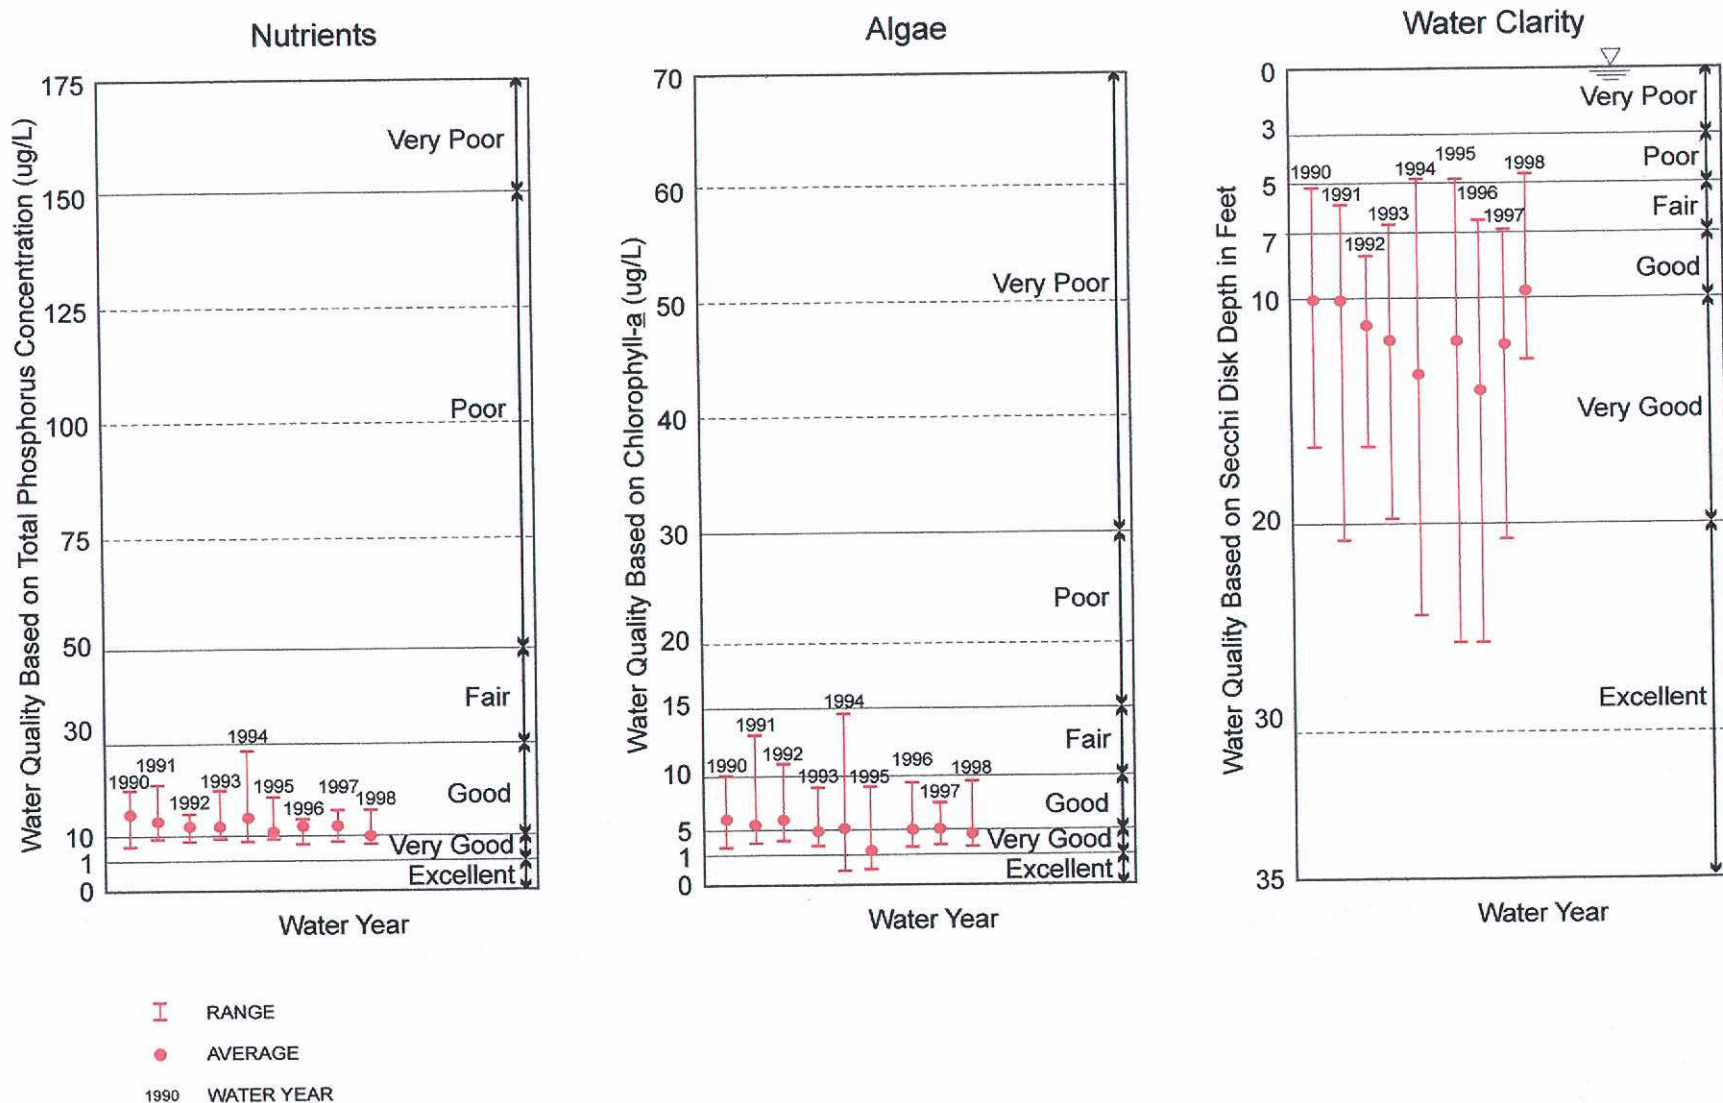 Nutrients
Water Quality Based on Total Phosphorus Concentration (ug/L)
175
150
125
100
75
50
30
10
1
0
Very Poor
Poor
Fair
Good
Very Good
Excellent
1990
1991
1992
1993
1994
1995
1996
1997
1998
Water Year
Algae
Water Quality Based on Chlorophyll-a (ug/L)
70
60
50
40
30
20
15
10
5
1
0
Very Poor
Poor
Fair
Good
Very Good
Excellent
1990
1991
1992
1993
1994
1995
1996
1997
1998
Water Year
Water Clarity
Water Quality Based on Secchi Disk Depth in Feet
0
3
5
7
10
20
30
35
Very Poor
Poor
Fair
Good
Very Good
Excellent
1990
1991
1992
1993
1994
1995
1996
1997
1998
Water Year
RANGE
AVERAGE
1990 WATER YEAR